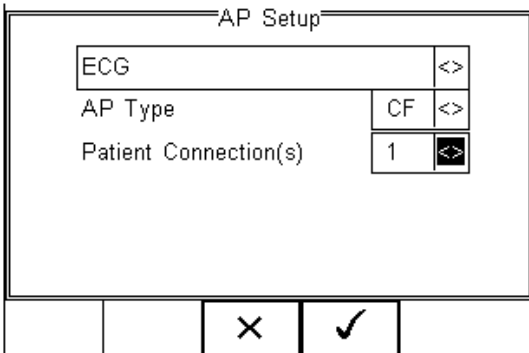 AP Setup
ECG <>
AP Type CF <>
Patient Connection(s) 1 <>